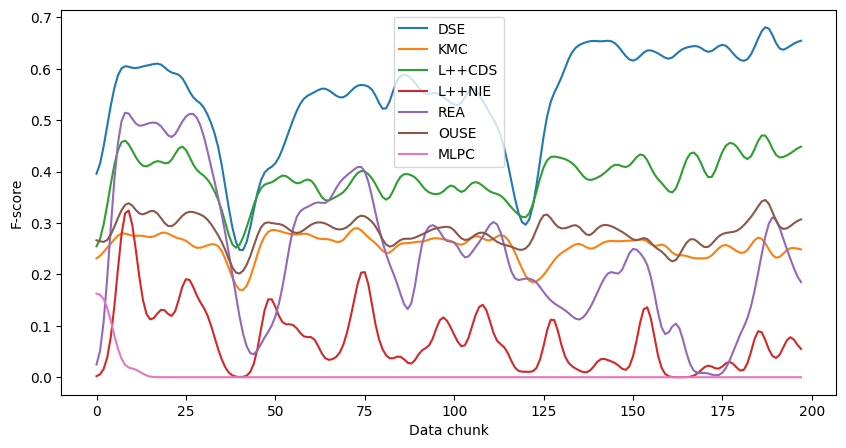 0.7
0.6
0.5
0.4
0.3
0.2
0.1
0.0
F-score
DSE
KMC
L++CDS
L++NIE
REA
OUSE
MLPC
0 25 50 75 100 125 150 175 200
Data chunk